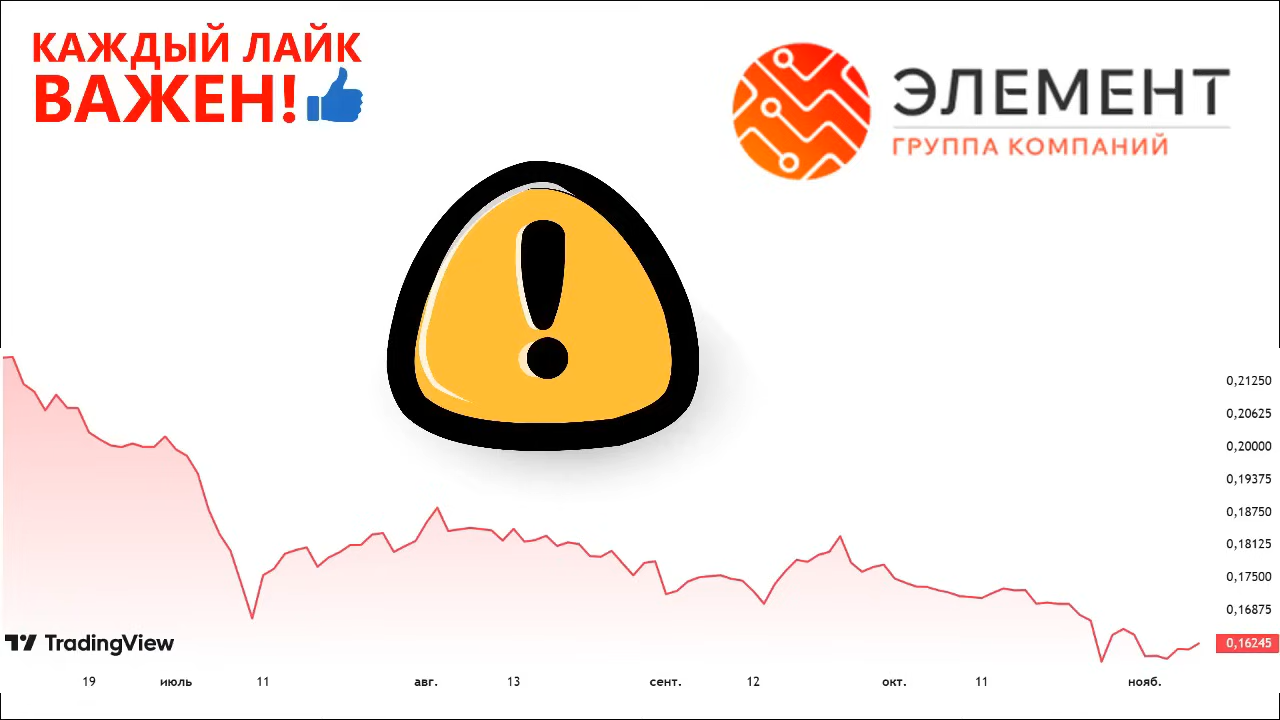 КАЖДЫЙ ЛАЙК
ВАЖЕН!
ЭЛЕМЕНТ
ГРУППА КОМПАНИЙ
!
0,21250
0,20625
0,20000
0,19375
0,18750
0,18125
0,17500
0,16875
0,16245
TradingView
19 июль 11 авг. 13 сент. 12 окт. 11 нояб.